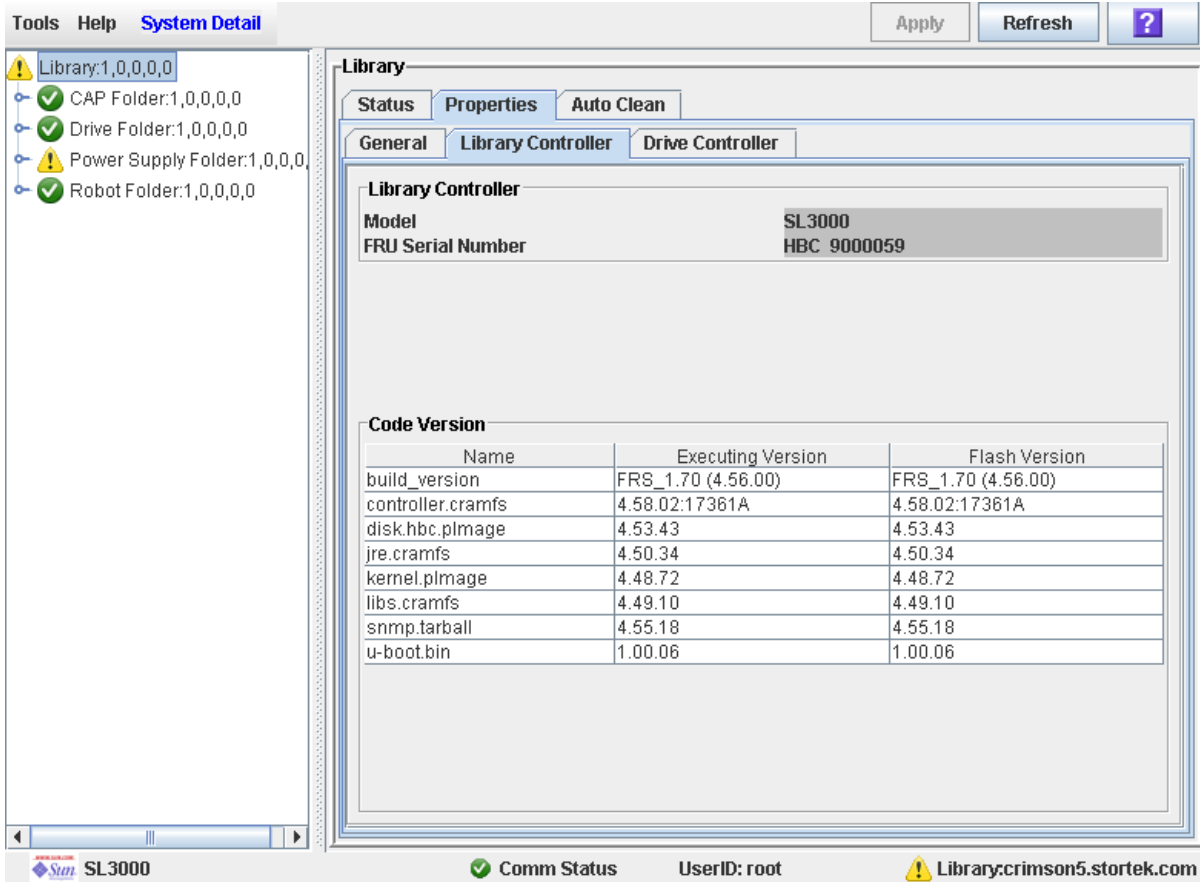 Tools Help System Detail Apply Refresh ?
Library:1,0,0,0,0
CAP Folder:1,0,0,0,0
Drive Folder:1,0,0,0,0
Power Supply Folder:1,0,0,0,
Robot Folder:1,0,0,0,0
Library
Status Properties Auto Clean
General Library Controller Drive Controller
Library Controller
Model SL3000
FRU Serial Number HBC_9000059
Code Version
Name Executing Version Flash Version
build_version FRS_1.70 (4.56.00) FRS_1.70 (4.56.00)
controller.cramfs 4.58.02:17361A 4.58.02:17361A
disk.hbc.pImage 4.53.43 4.53.43
jre.cramfs 4.50.34 4.50.34
kernel.pImage 4.48.72 4.48.72
libs.cramfs 4.49.10 4.49.10
snmp.tarball 4.55.18 4.55.18
u-boot.bin 1.00.06 1.00.06
Sun SL3000 Comm Status UserID: root Library:crimson5.stortek.com